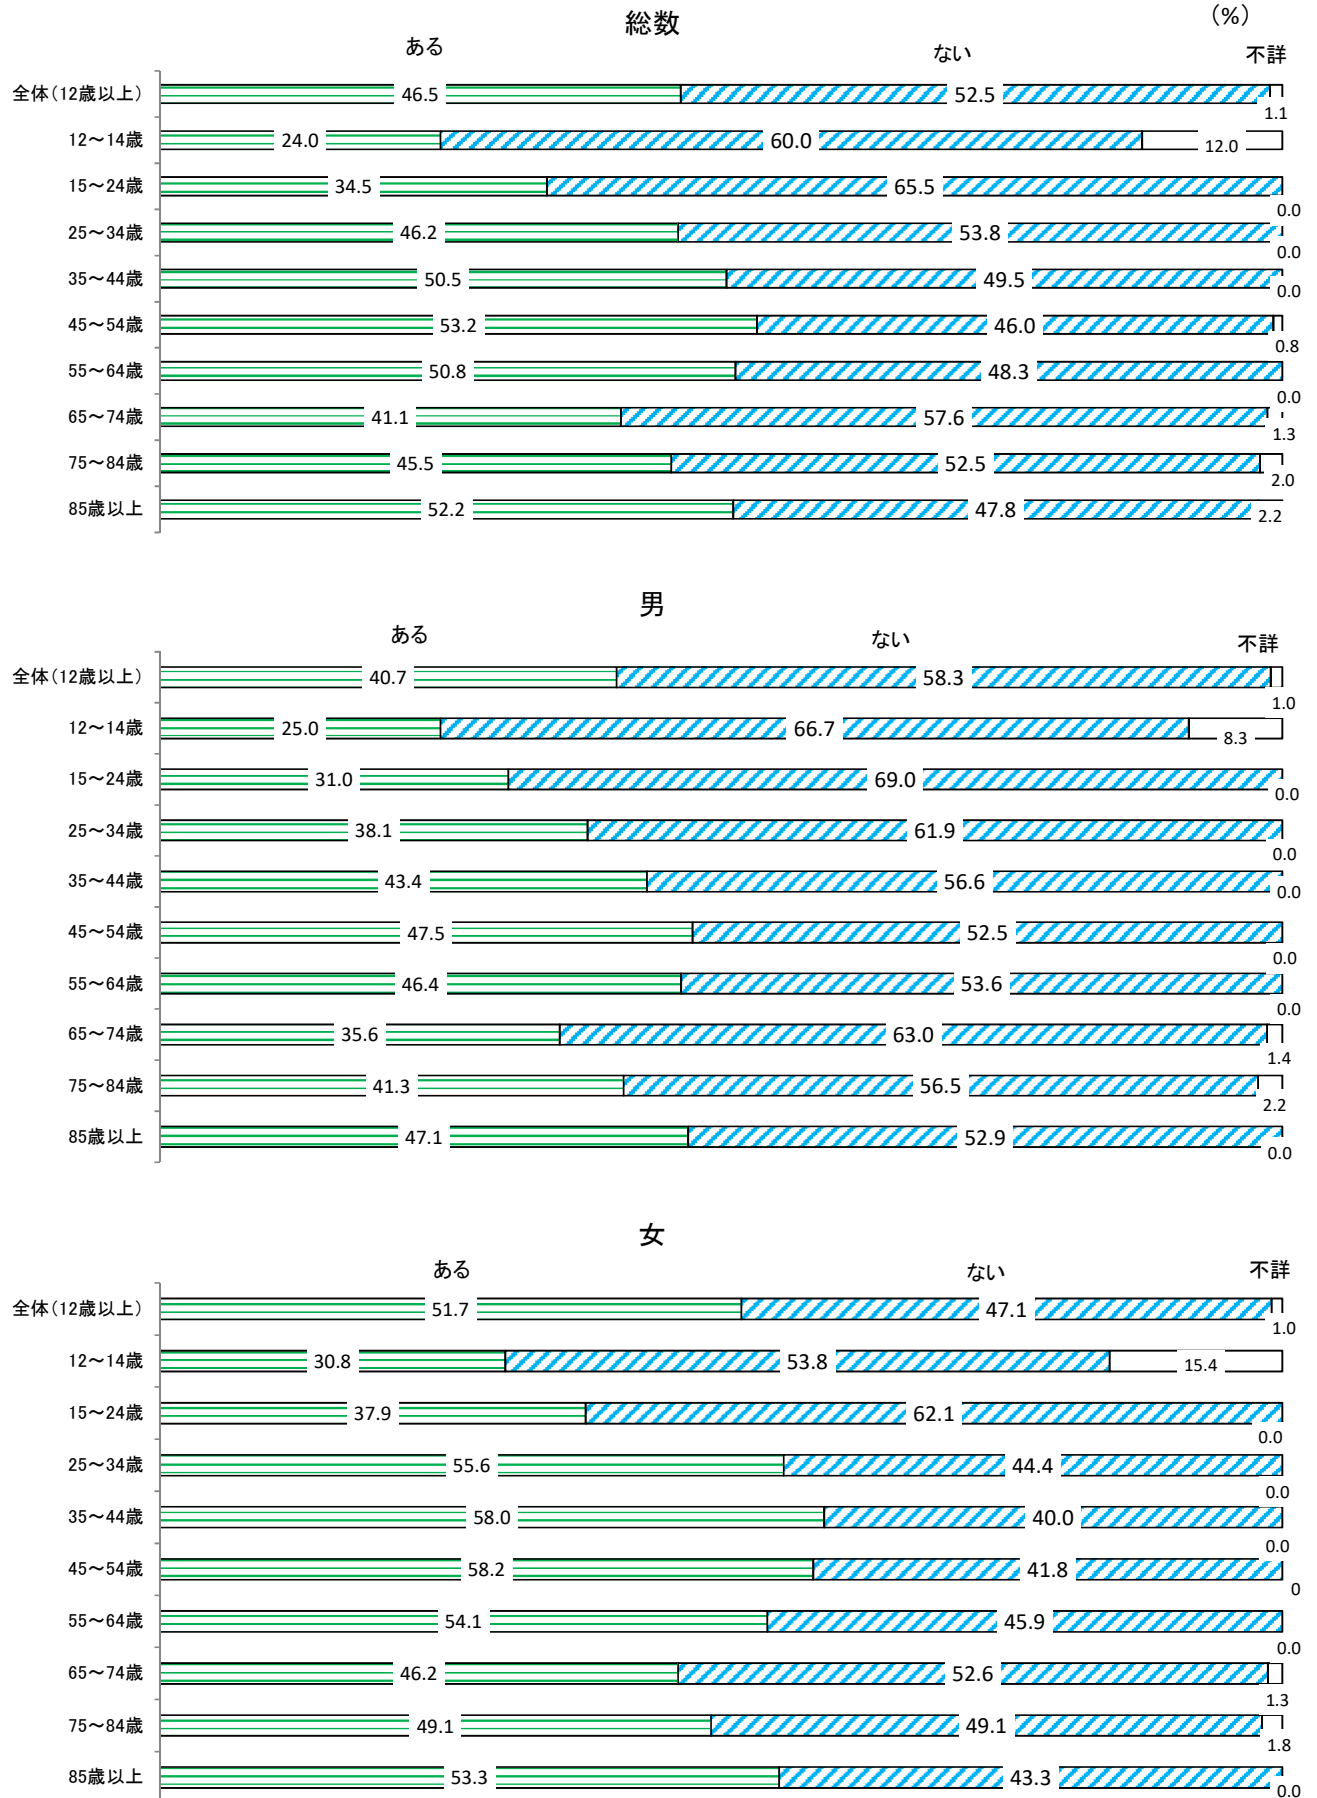 総数
(%)
ある ない 不詳
全体(12歳以上) 46.5 52.5 1.1
12～14歳 24.0 60.0 12.0
15～24歳 34.5 65.5 0.0
25～34歳 46.2 53.8 0.0
35～44歳 50.5 49.5 0.0
45～54歳 53.2 46.0 0.8
55～64歳 50.8 48.3 0.0
65～74歳 41.1 57.6 1.3
75～84歳 45.5 52.5 2.0
85歳以上 52.2 47.8 2.2
男
ある ない 不詳
全体(12歳以上) 40.7 58.3 1.0
12～14歳 25.0 66.7 8.3
15～24歳 31.0 69.0 0.0
25～34歳 38.1 61.9 0.0
35～44歳 43.4 56.6 0.0
45～54歳 47.5 52.5 0.0
55～64歳 46.4 53.6 0.0
65～74歳 35.6 63.0 1.4
75～84歳 41.3 56.5 2.2
85歳以上 47.1 52.9 0.0
女
ある ない 不詳
全体(12歳以上) 51.7 47.1 1.0
12～14歳 30.8 53.8 15.4
15～24歳 37.9 62.1 0.0
25～34歳 55.6 44.4 0.0
35～44歳 58.0 40.0 0.0
45～54歳 58.2 41.8 0
55～64歳 54.1 45.9 0.0
65～74歳 46.2 52.6 1.3
75～84歳 49.1 49.1 1.8
85歳以上 53.3 43.3 0.0